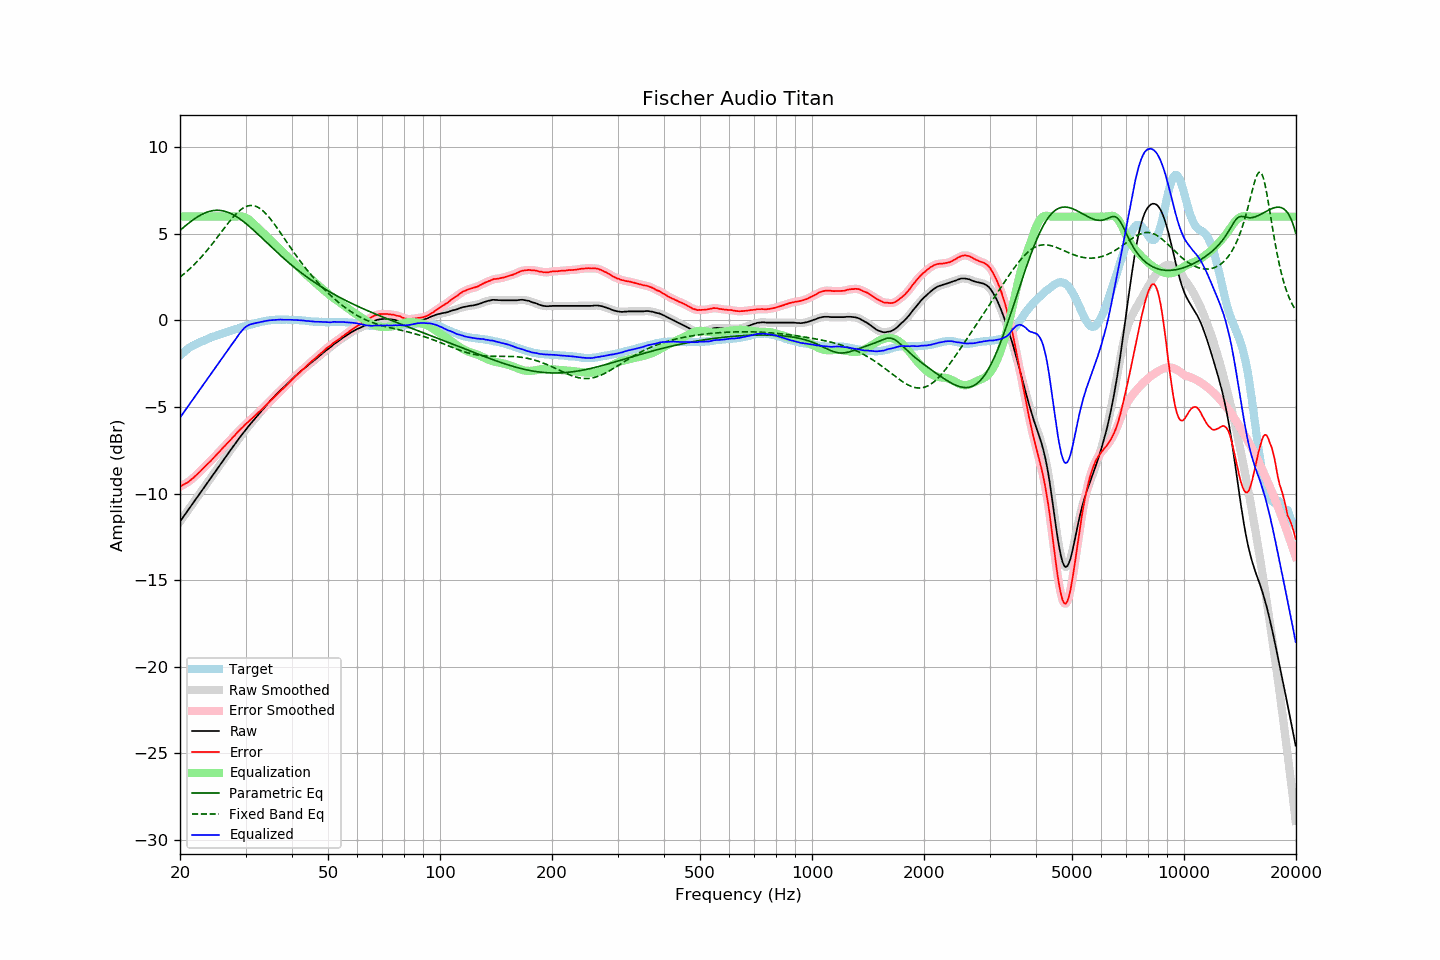 Fischer Audio Titan
10
5
0
−5
−10
−15
−20
−25
−30
Amplitude (dBr)
Target
Raw Smoothed
Error Smoothed
Raw
Error
Equalization
Parametric Eq
Fixed Band Eq
Equalized
20 50 100 200 500 1000 2000 5000 10000 20000
Frequency (Hz)